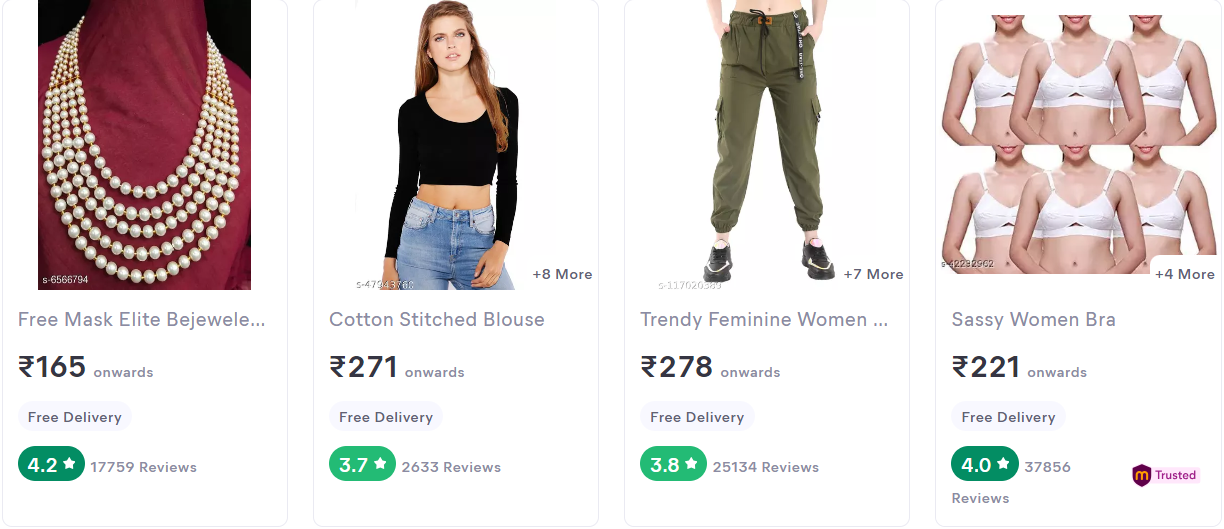 s-6566794
Free Mask Elite Bejewele...
₹165 onwards
Free Delivery
4.2 ★ 17759 Reviews
s-47943768
+8 More
Cotton Stitched Blouse
₹271 onwards
Free Delivery
3.7 ★ 2633 Reviews
s-117020389
+7 More
Trendy Feminine Women ...
₹278 onwards
Free Delivery
3.8 ★ 25134 Reviews
s-42232962
+4 More
Sassy Women Bra
₹221 onwards
Free Delivery
4.0 ★ 37856
Reviews
m Trusted